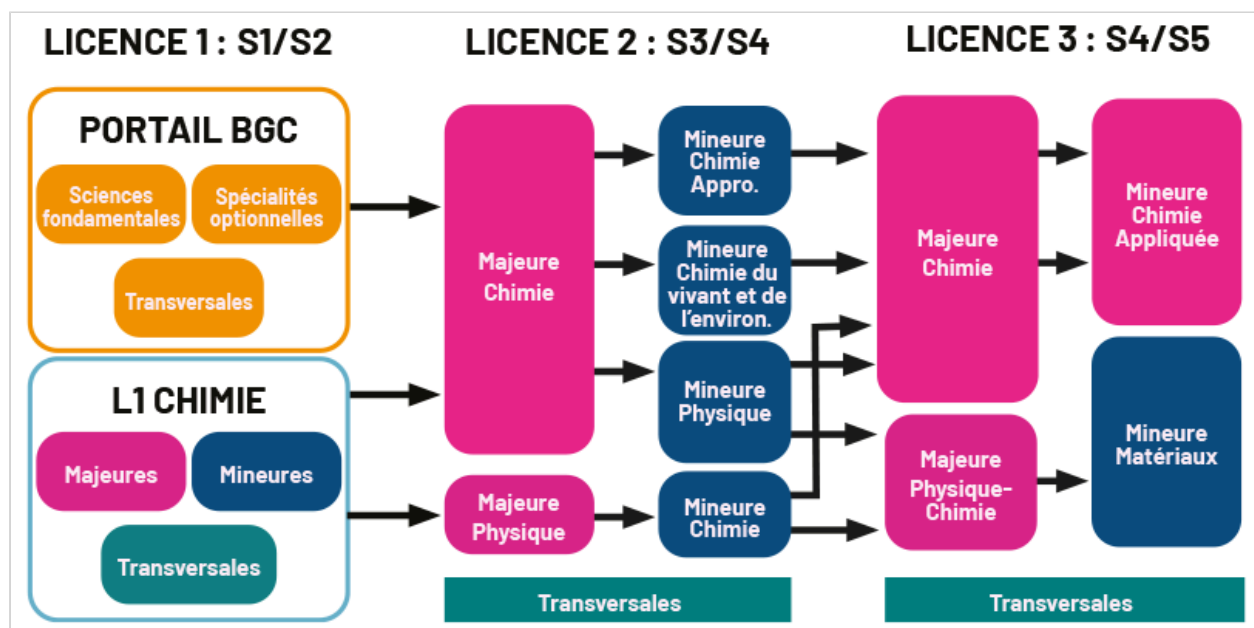 LICENCE 1 : S1/S2
PORTAIL BGC
Sciences
fondamentales
Spécialités
optionnelles
Transversales
L1 CHIMIE
Majeures
Mineures
Transversales
LICENCE 2 : S3/S4
Majeure
Chimie
Mineure
Chimie
Appro.
Mineure
Chimie du
vivant et de
l'environ.
Mineure
Physique
Majeure
Physique
Mineure
Chimie
Transversales
LICENCE 3 : S4/S5
Majeure
Chimie
Mineure
Chimie
Appliquée
Majeure
Physique-
Chimie
Mineure
Matériaux
Transversales